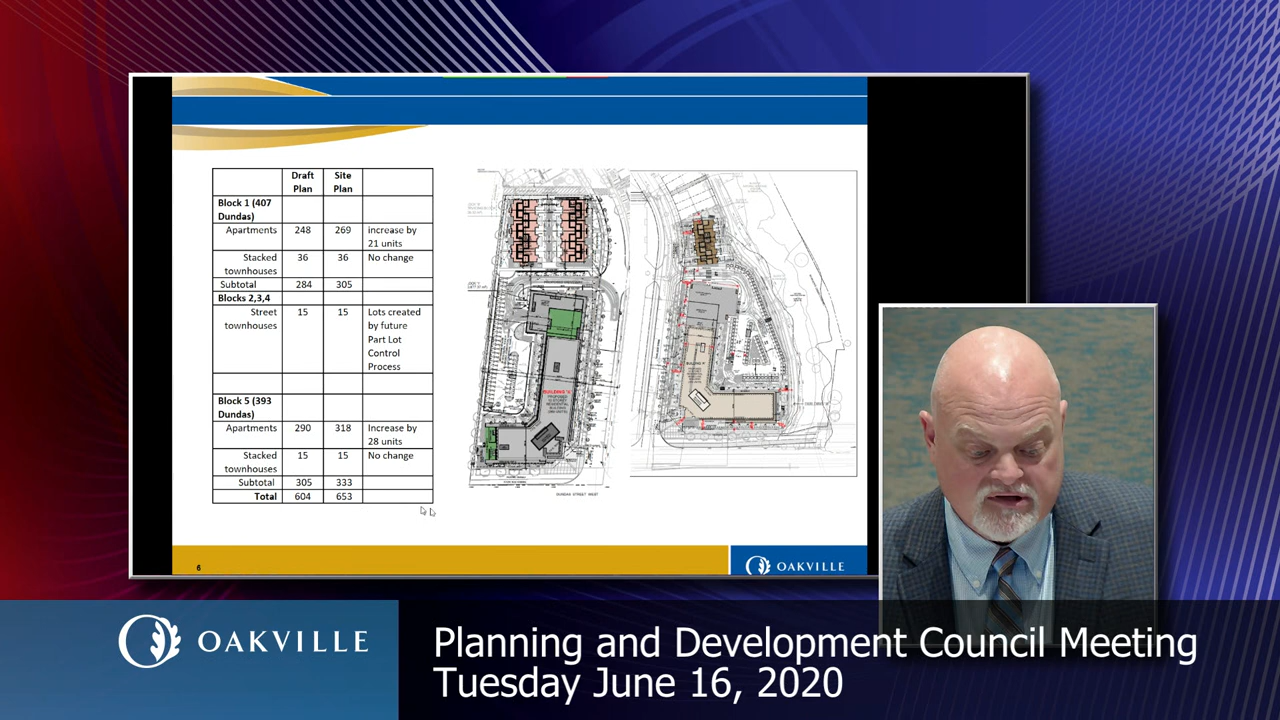 Draft Plan
Site Plan
Block 1 (407 Dundas)
Apartments 248 269 increase by 21 units
Stacked townhouses 36 36 No change
Subtotal 284 305
Blocks 2,3,4
Street townhouses 15 15 Lots created by future Part Lot Control Process
Block 5 (393 Dundas)
Apartments 290 318 Increase by 28 units
Stacked townhouses 15 15 No change
Subtotal 305 333
Total 604 653
DUNDAS STREET WEST
6
OAKVILLE
OAKVILLE
Planning and Development Council Meeting
Tuesday June 16, 2020